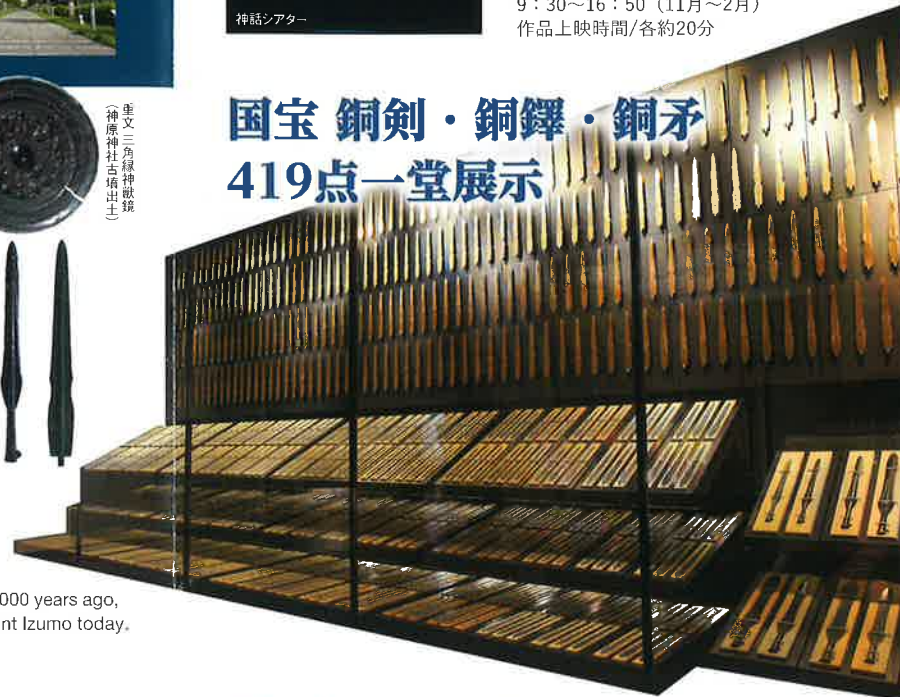 神話シアター
9：30～16：50（11月～2月）
作品上映時間/各約20分
重文 三角縁神獣鏡
（神原神社古墳出土）
国宝 銅剣・銅鐸・銅矛
419点一堂展示
000 years ago,
nt Izumo today.